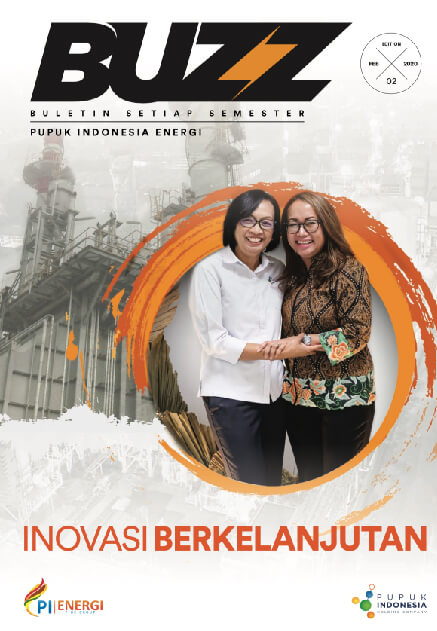 BUZZ
EDITION
FEB 2020
02
BULETIN SETIAP SEMESTER
PUPUK INDONESIA ENERGI
INOVASI BERKELANJUTAN
PI ENERGI
PUPUK
INDONESIA